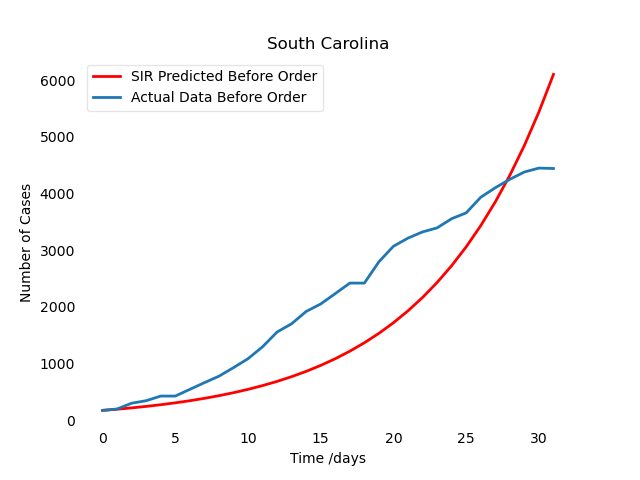 South Carolina
SIR Predicted Before Order
Actual Data Before Order
Number of Cases
6000
5000
4000
3000
2000
1000
0
0 5 10 15 20 25 30
Time /days